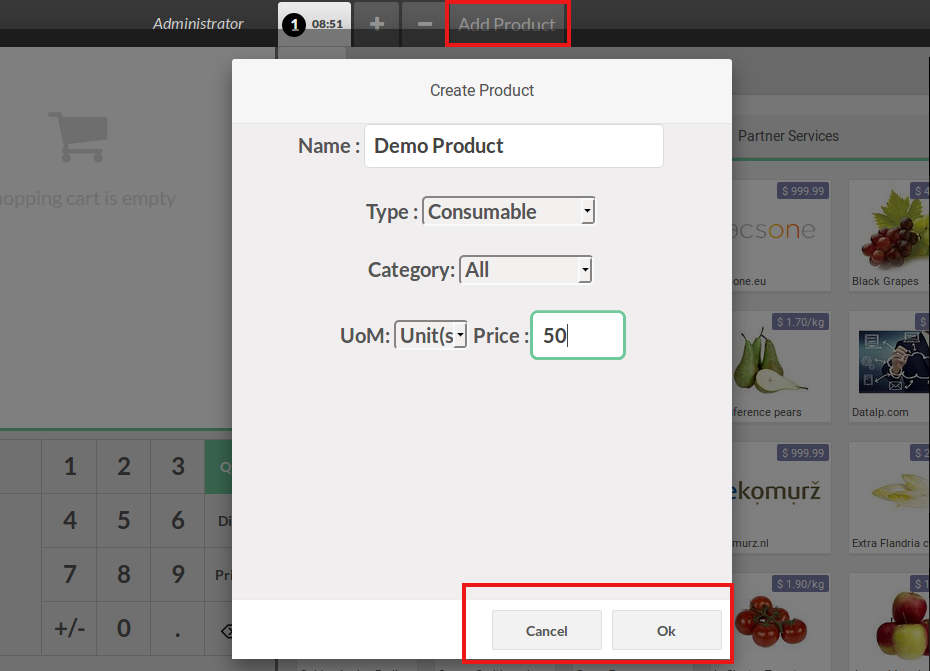 Administrator
1 08:51
+
−
Add Product
Create Product
Name : Demo Product
Type : Consumable
Category: All
UoM: Unit(s Price : 50
Cancel
Ok
opping cart is empty
1 2 3 Q
4 5 6 Di
7 8 9 Pri
+/- 0 .
Partner Services
$ 999.99
acsone
one.eu
$ 4
Black Grapes
$ 1.70/kg
ference pears
$
Datalp.com
$ 999.99
ekomurž
murz.nl
$ 2
Extra Flandria c
$ 1.90/kg
$ 1